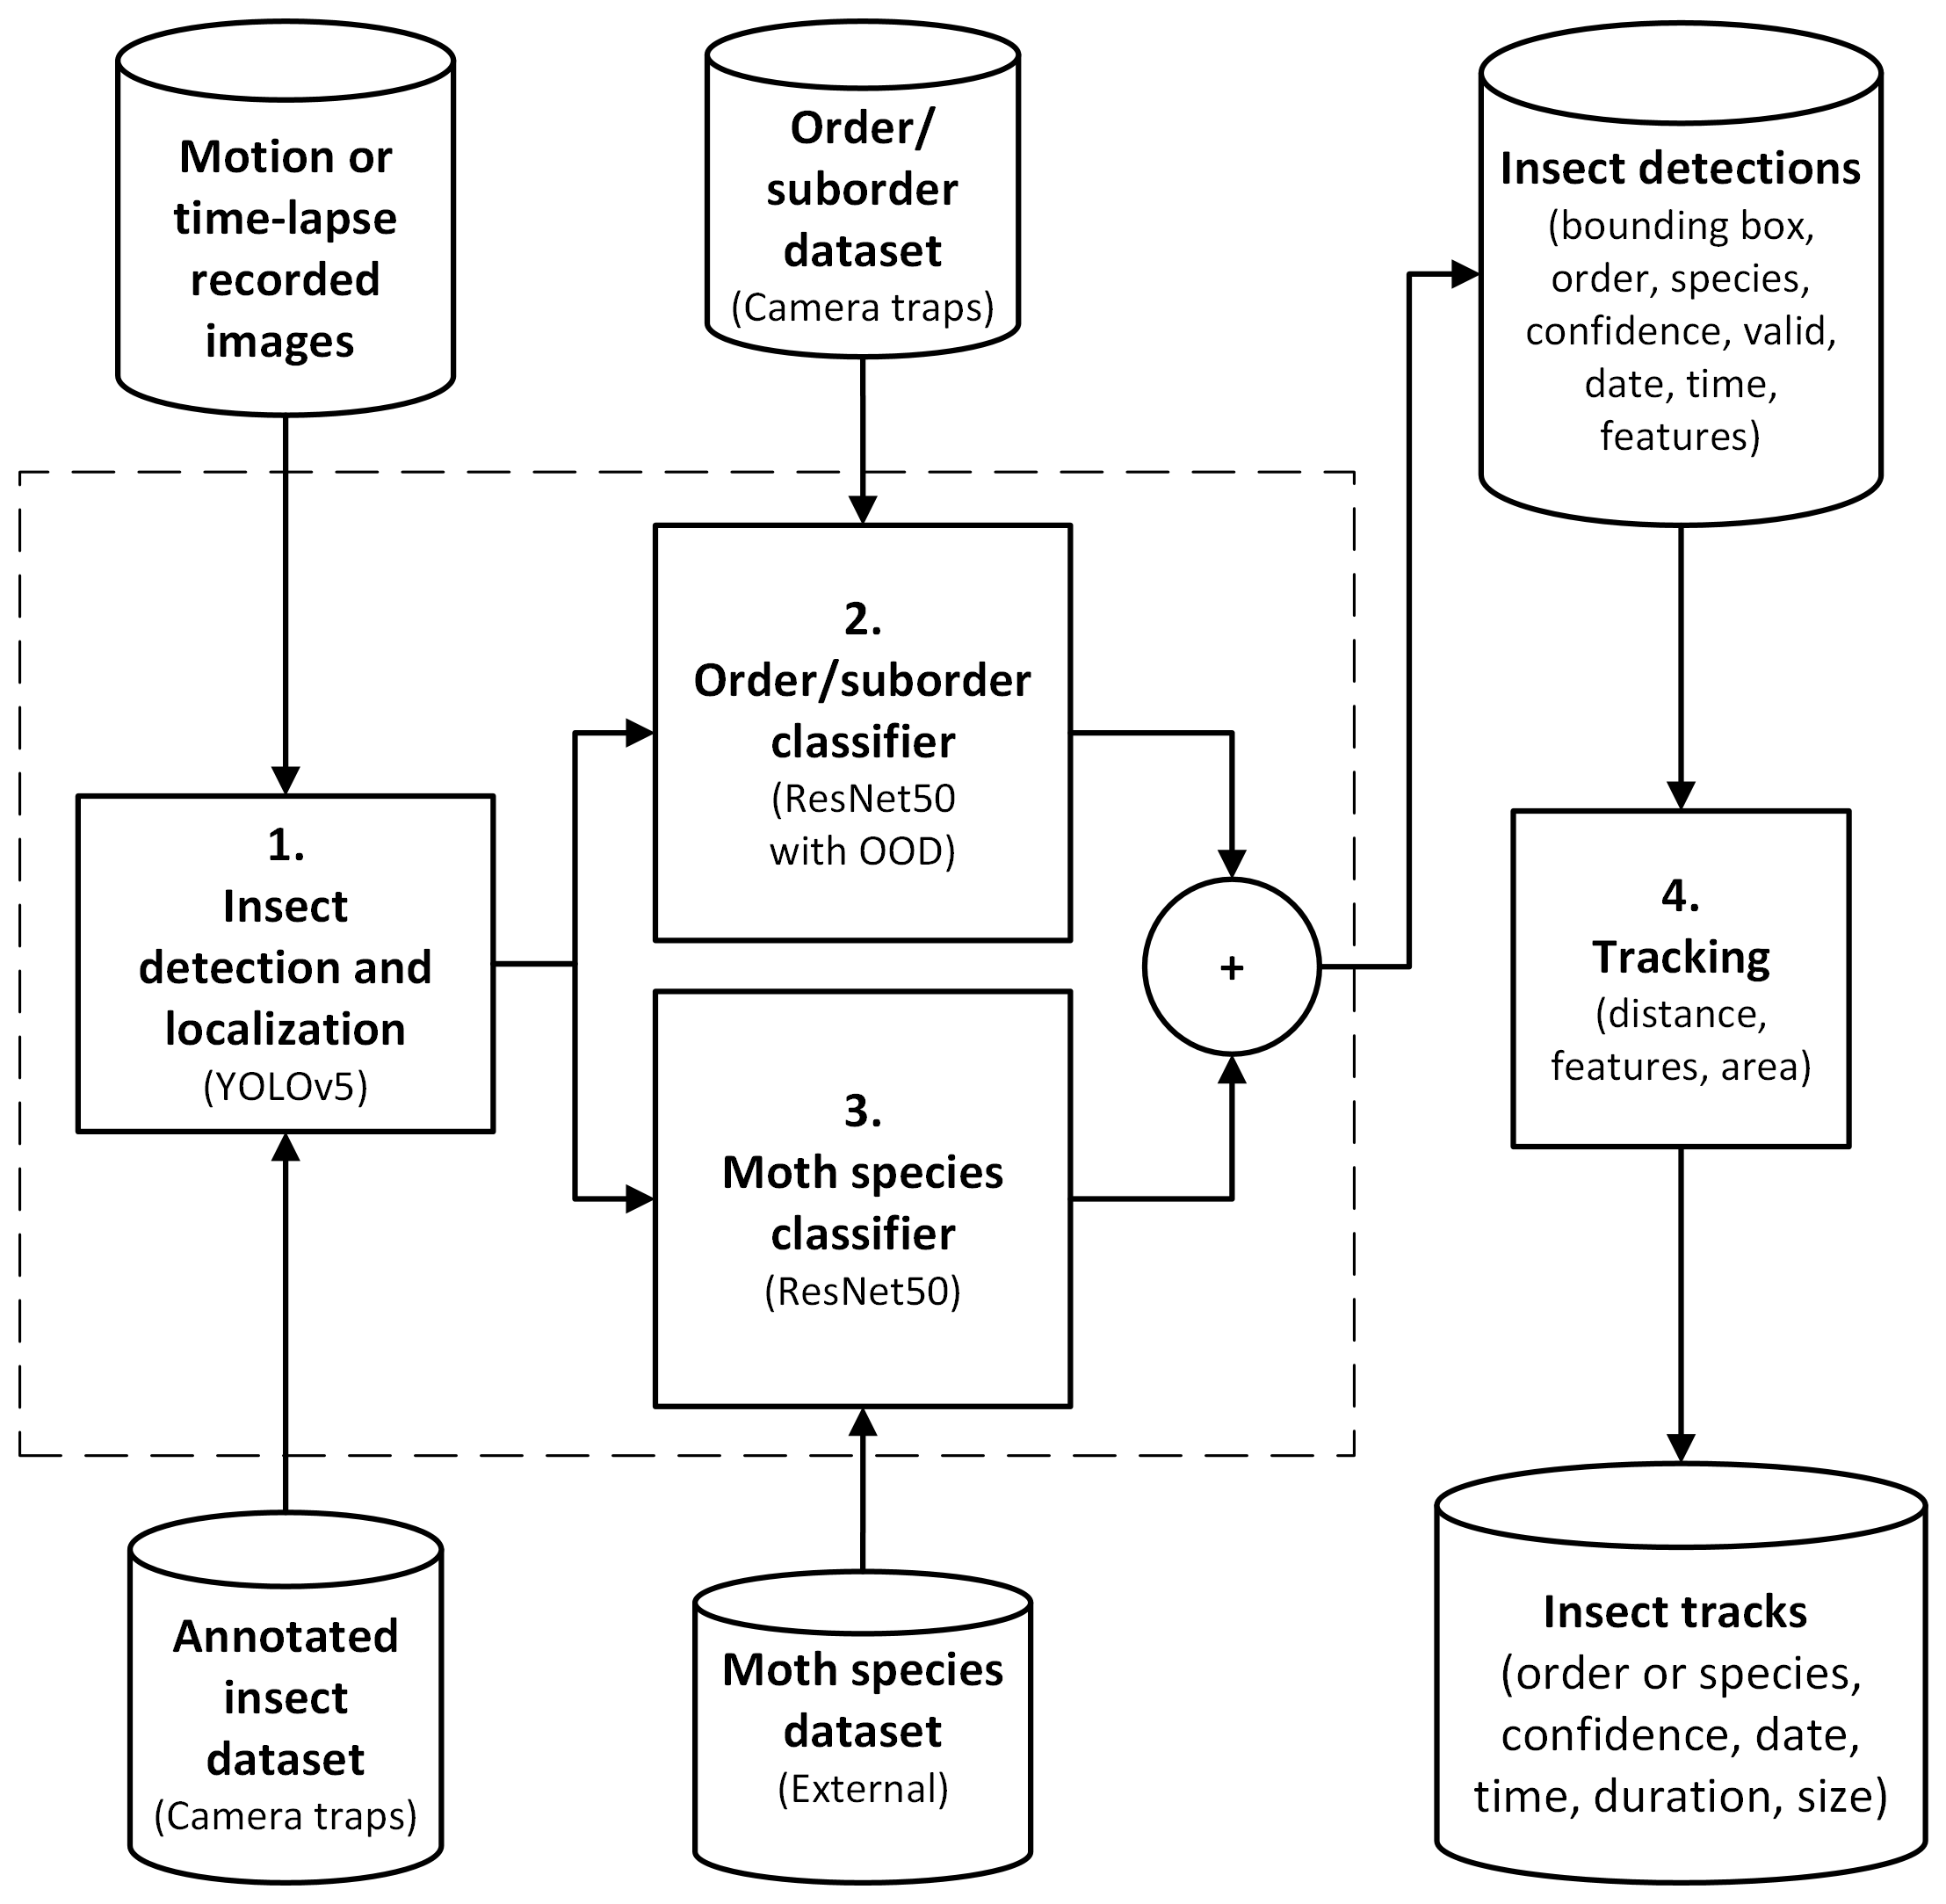 Motion or
time-lapse
recorded
images
Order/
suborder
dataset
(Camera traps)
Insect detections
(bounding box,
order, species,
confidence, valid,
date, time,
features)
1.
Insect
detection and
localization
(YOLOv5)
2.
Order/suborder
classifier
(ResNet50
with OOD)
3.
Moth species
classifier
(ResNet50)
+
4.
Tracking
(distance,
features, area)
Annotated
insect
dataset
(Camera traps)
Moth species
dataset
(External)
Insect tracks
(order or species,
confidence, date,
time, duration, size)